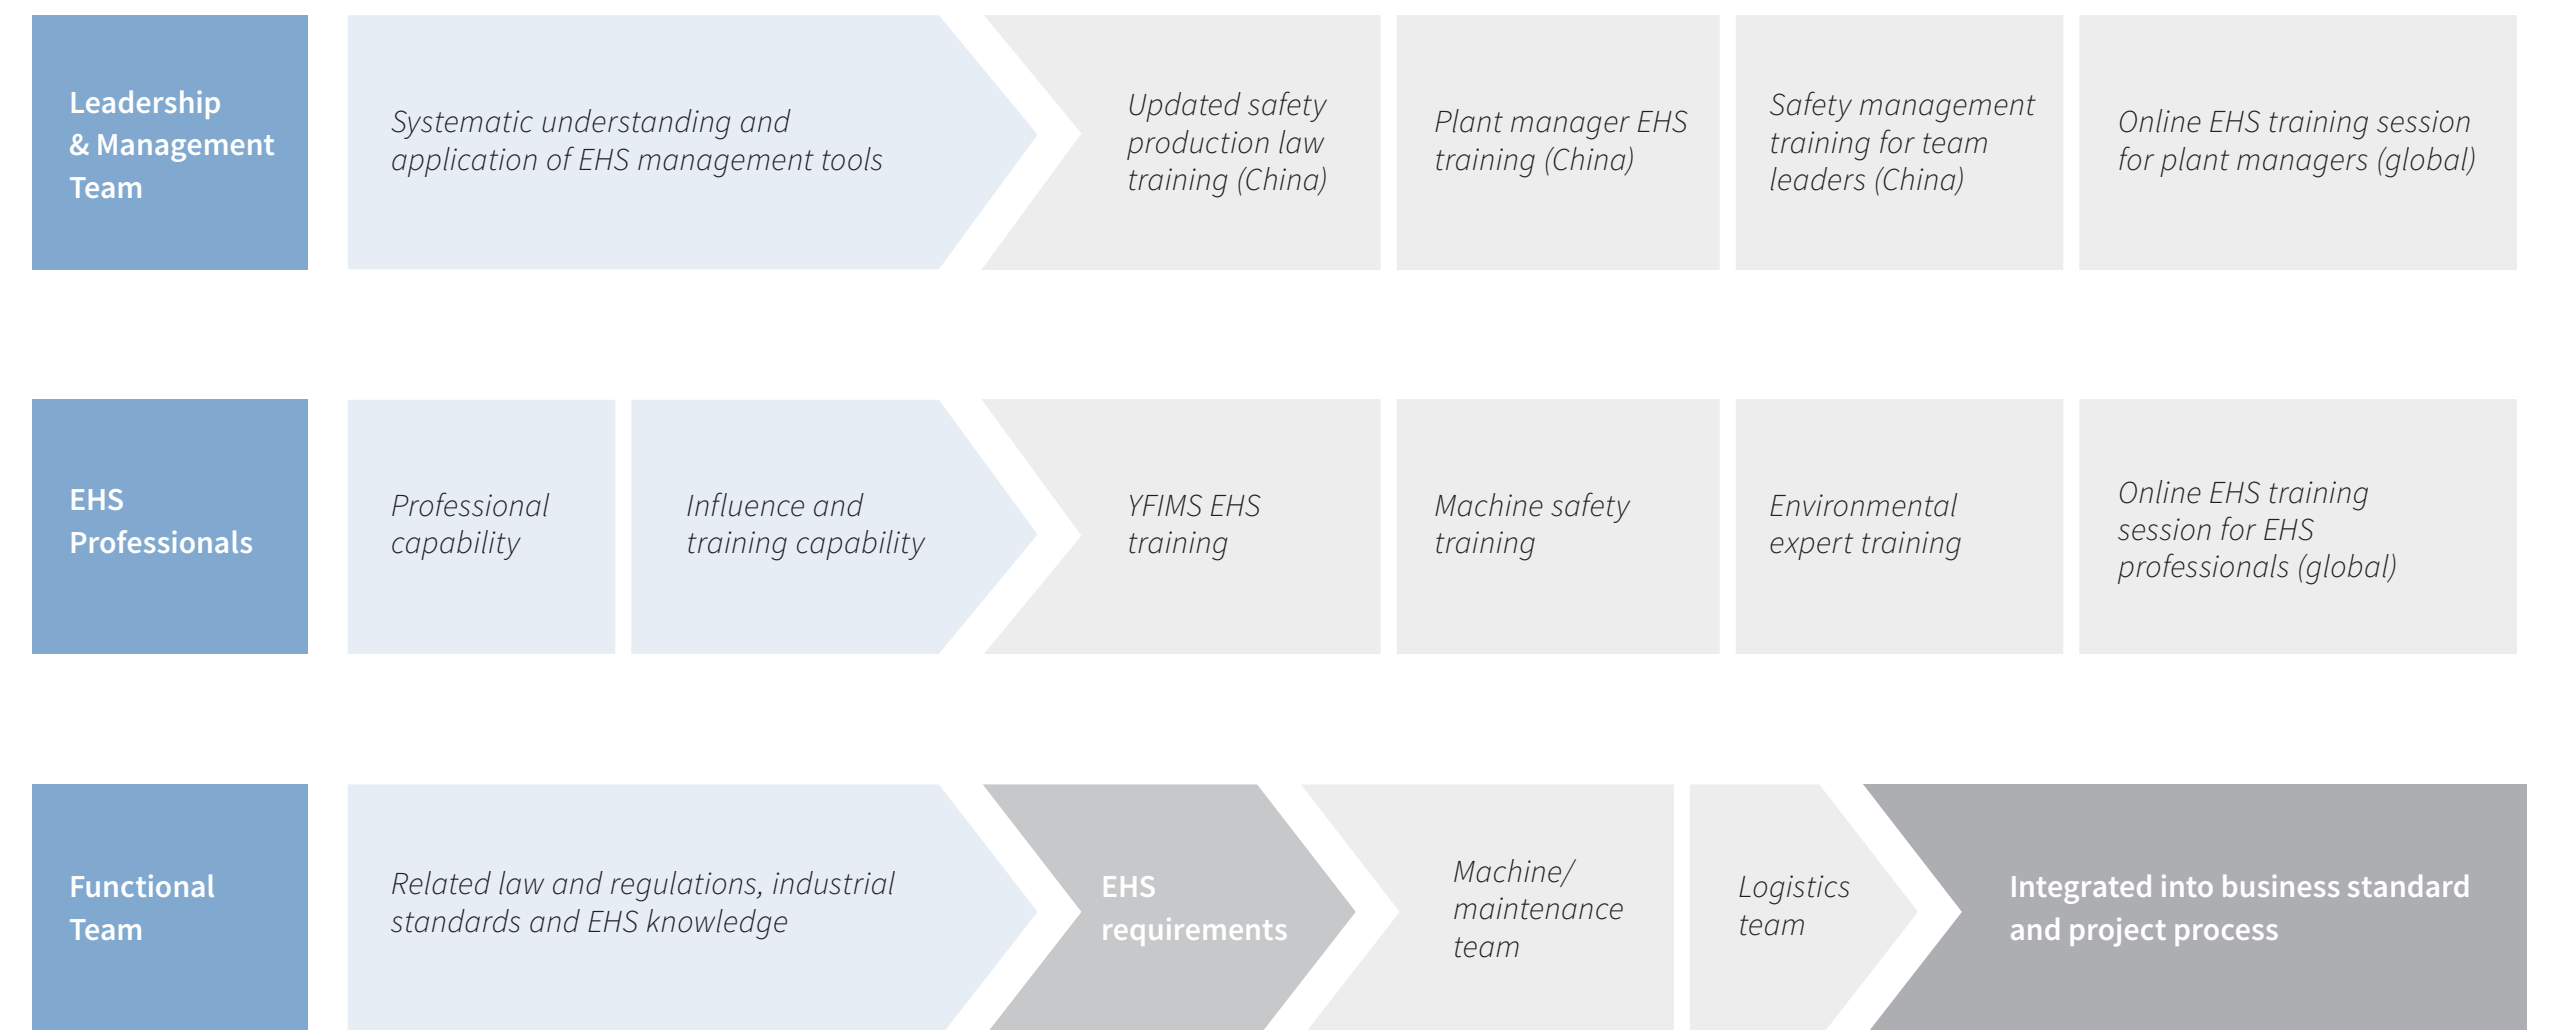 Leadership
& Management
Team
Systematic understanding and
application of EHS management tools
Updated safety
production law
training (China)
Plant manager EHS
training (China)
Safety management
training for team
leaders (China)
Online EHS training session
for plant managers (global)
EHS
Professionals
Professional
capability
Influence and
training capability
YFIMS EHS
training
Machine safety
training
Environmental
expert training
Online EHS training
session for EHS
professionals (global)
Functional
Team
Related law and regulations, industrial
standards and EHS knowledge
EHS
requirements
Machine/
maintenance
team
Logistics
team
Integrated into business standard
and project process